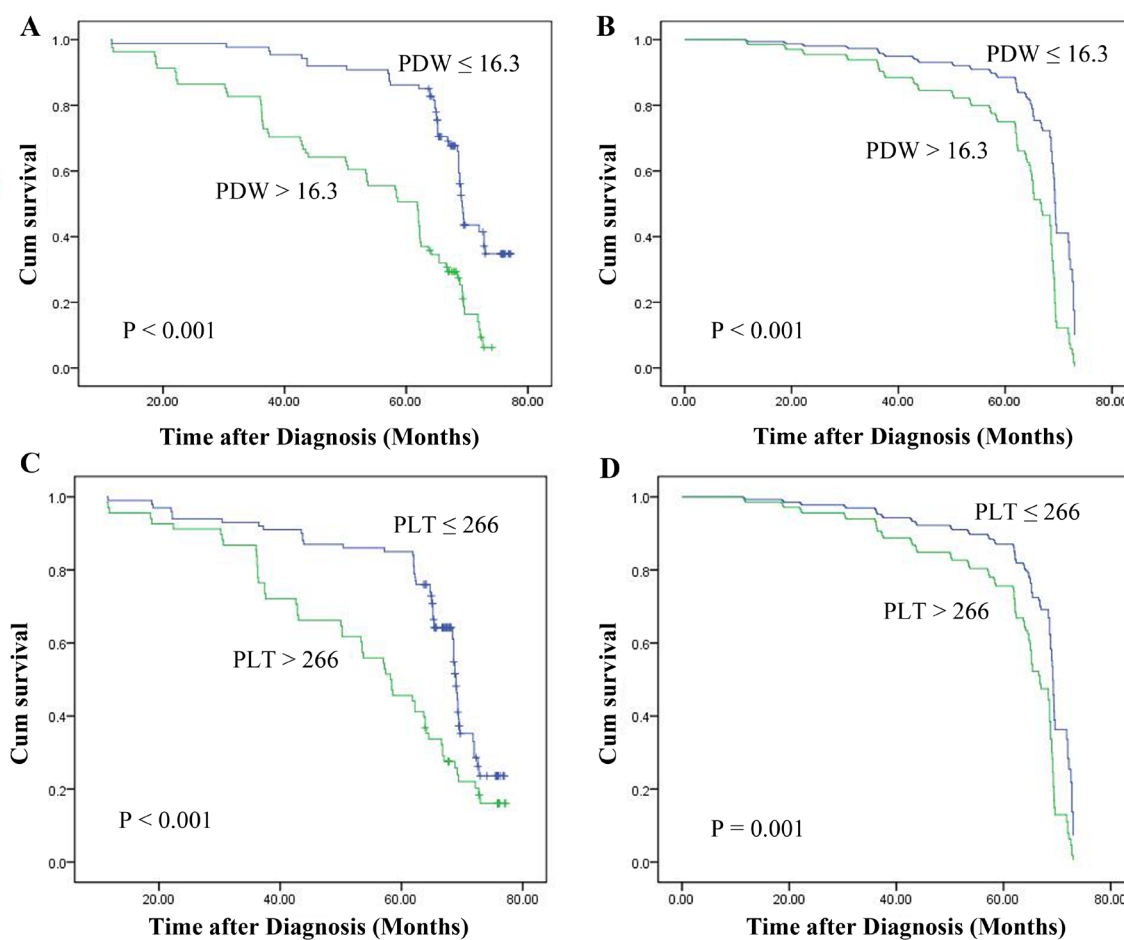 A
Cum survival
1.0
0.8
0.6
0.4
0.2
0.0
PDW ≤ 16.3
PDW > 16.3
P < 0.001
20.00 40.00 60.00 80.00
Time after Diagnosis (Months)
B
Cum survival
1.0
0.8
0.6
0.4
0.2
0.0
PDW ≤ 16.3
PDW > 16.3
P < 0.001
0.00 20.00 40.00 60.00 80.00
Time after Diagnosis (Months)
C
Cum survival
1.0
0.8
0.6
0.4
0.2
0.0
PLT ≤ 266
PLT > 266
P < 0.001
20.00 40.00 60.00 80.00
Time after Diagnosis (Months)
D
Cum survival
1.0
0.8
0.6
0.4
0.2
0.0
PLT ≤ 266
PLT > 266
P = 0.001
0.00 20.00 40.00 60.00 80.00
Time after Diagnosis (Months)